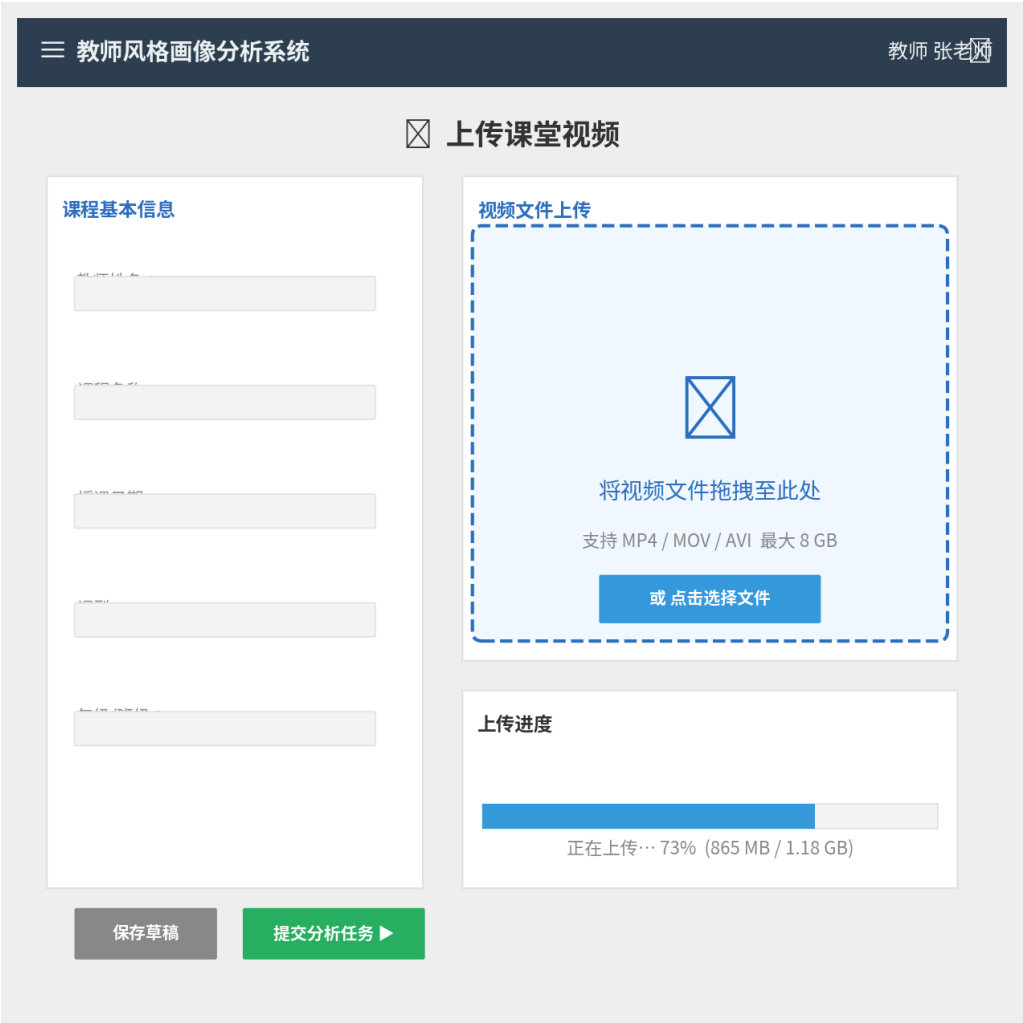 教师风格画像分析系统
教师 张老师
上传课堂视频
课程基本信息
视频文件上传
将视频文件拖拽至此处
支持 MP4 / MOV / AVI 最大 8 GB
或 点击选择文件
上传进度
正在上传… 73% (865 MB / 1.18 GB)
保存草稿
提交分析任务 ▶